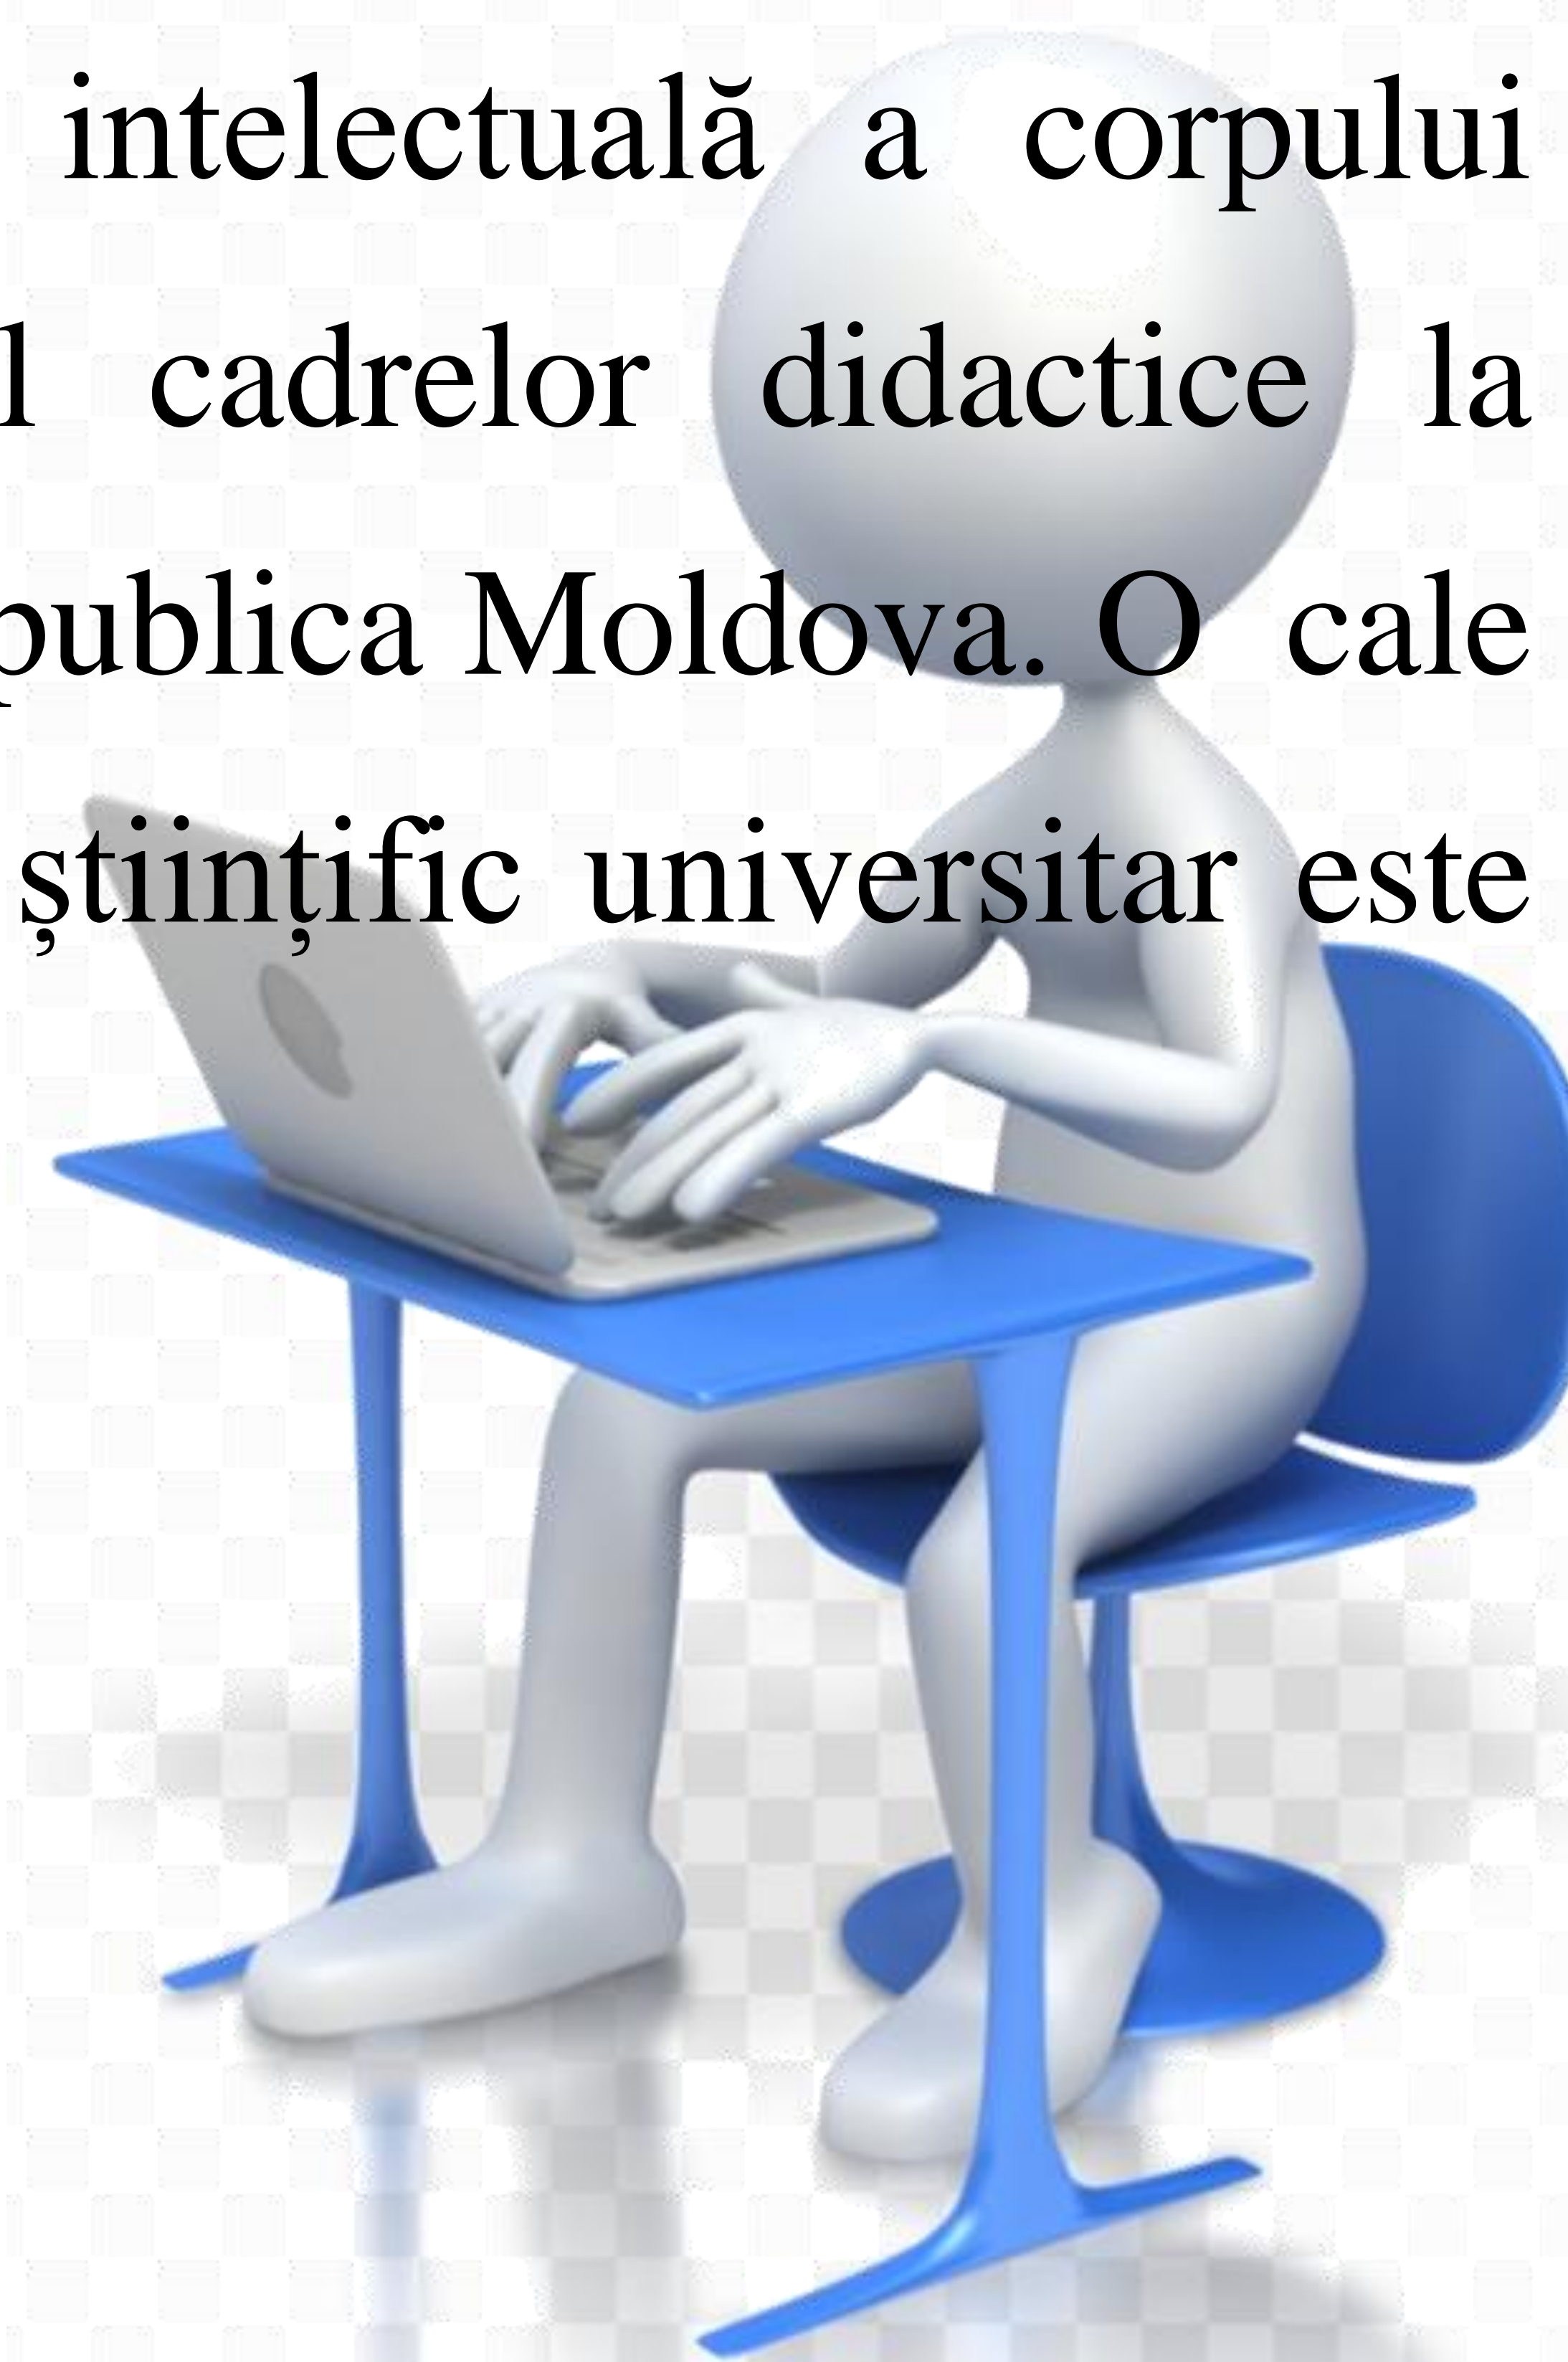 intelectuală a corpului
l cadrelor didactice la
publica Moldova. O cale
științific universitar este